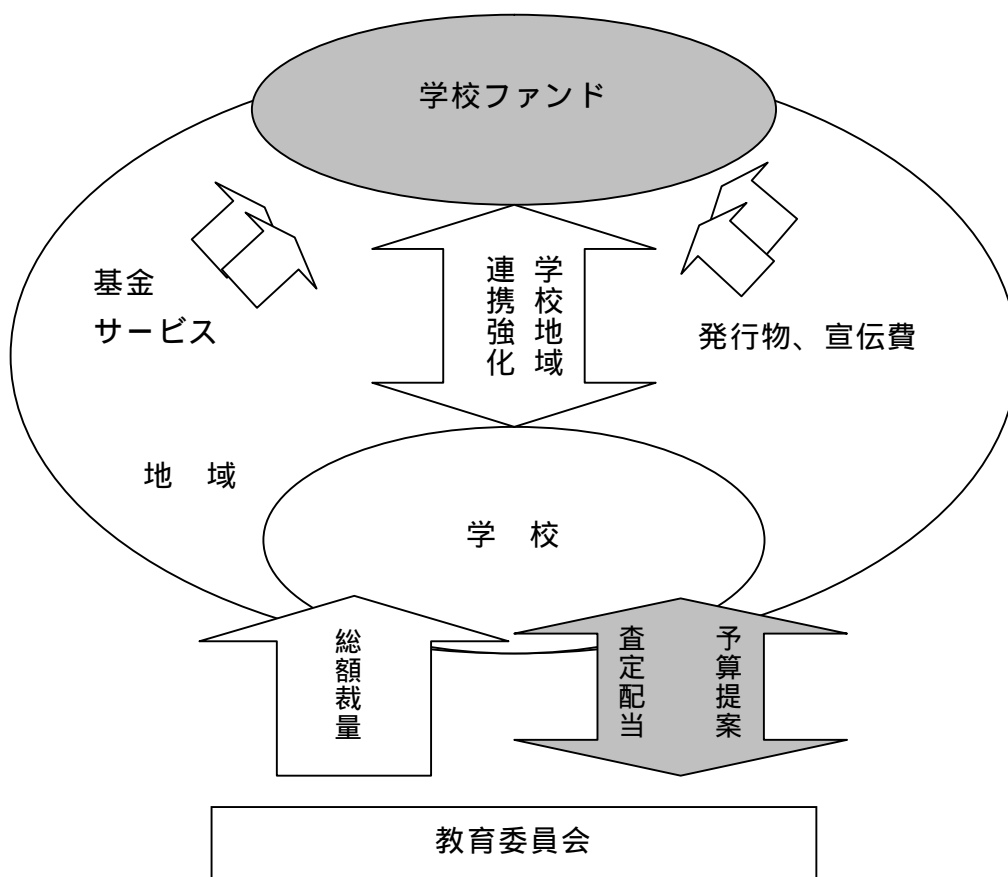 学校ファンド
基金
サービス
学校地域
連携強化
発行物、宣伝費
地　域
学　校
総額裁量
予算提案
査定配当
教育委員会